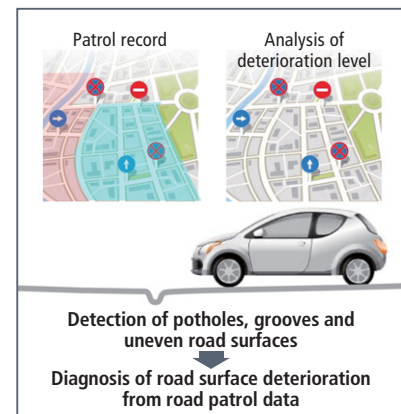 Patrol record
Analysis of
deterioration level
Detection of potholes, grooves and
uneven road surfaces
Diagnosis of road surface deterioration
from road patrol data